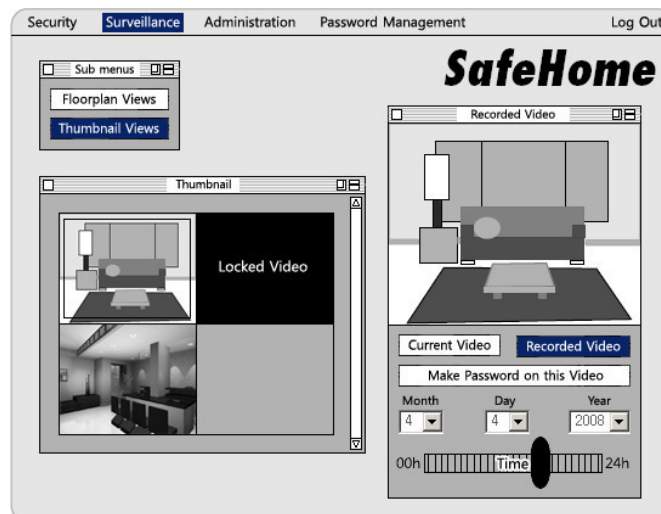 Security Surveillance Administration Password Management Log Out
SafeHome
Sub menus
Floorplan Views
Thumbnail Views
Thumbnail
Locked Video
Recorded Video
Current Video Recorded Video
Make Password on this Video
Month Day Year
4 4 2008
00h Time 24h